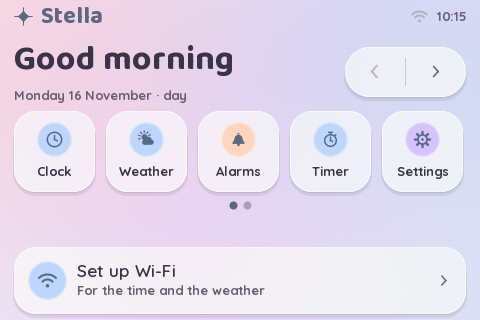 Stella
10:15
Good morning
Monday 16 November · day
Clock
Weather
Alarms
Timer
Settings
Set up Wi-Fi
For the time and the weather